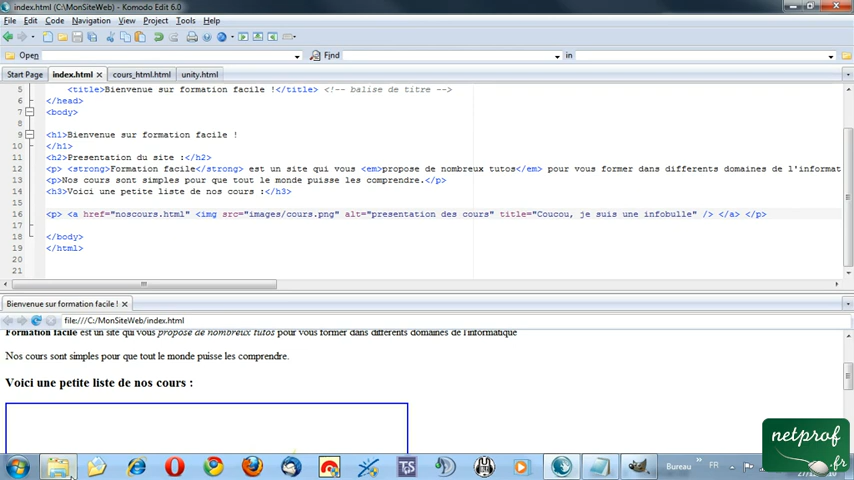 index.html (C:\MonSiteWeb) - Komodo Edit 6.0
File Edit Code Navigation View Project Tools Help
Open Find in
Start Page index.html cours_html.html unity.html
5 <title>Bienvenue sur formation facile !</title> <!-- balise de titre -->
6 </head>
7 <body>
8
9 <h1>Bienvenue sur formation facile !
10 </h1>
11 <h2>Presentation du site :</h2>
12 <p> <strong>Formation facile</strong> est un site qui vous <em>propose de nombreux tutos</em> pour vous former dans differents domaines de l'informat
13 <p>Nos cours sont simples pour que tout le monde puisse les comprendre.</p>
14 <h3>Voici une petite liste de nos cours :</h3>
15
16 <p> <a href="noscours.html" <img src="images/cours.png" alt="presentation des cours" title="Coucou, je suis une infobulle" /> </a> </p>
17
18 </body>
19 </html>
20
21
Bienvenue sur formation facile !
file:///C:/MonSiteWeb/index.html
Formation facile est un site qui vous propose de nombreux tutos pour vous former dans differents domaines de l'informatique
Nos cours sont simples pour que tout le monde puisse les comprendre.
Voici une petite liste de nos cours :
netprof
.fr
Bureau » FR